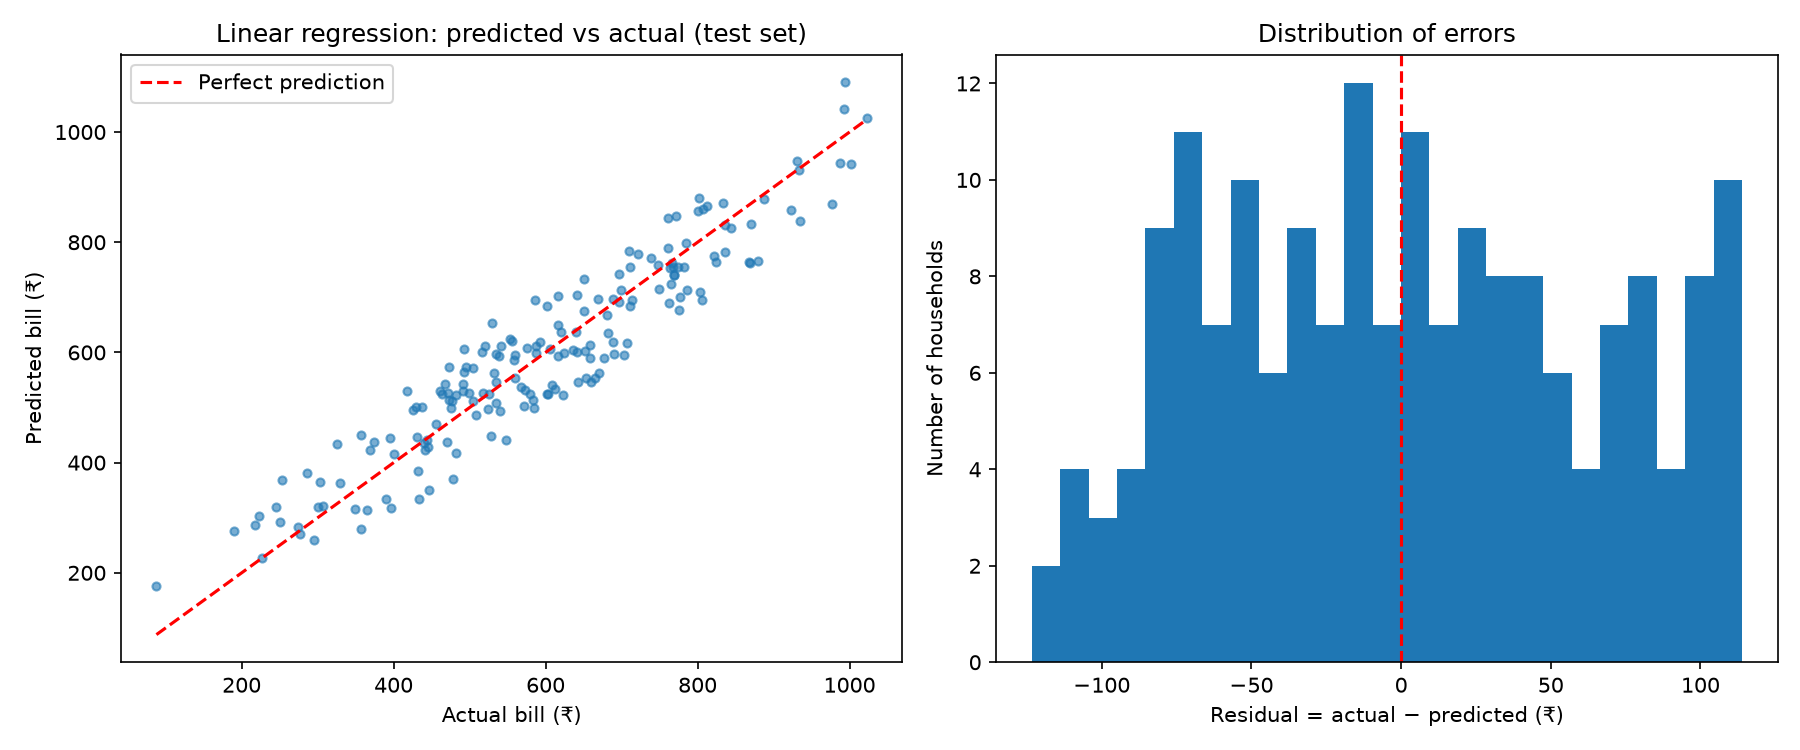 Linear regression: predicted vs actual (test set)
Perfect prediction
1000
800
600
400
200
Predicted bill (₹)
200 400 600 800 1000
Actual bill (₹)
Distribution of errors
12
10
8
6
4
2
0
Number of households
−100 −50 0 50 100
Residual = actual − predicted (₹)